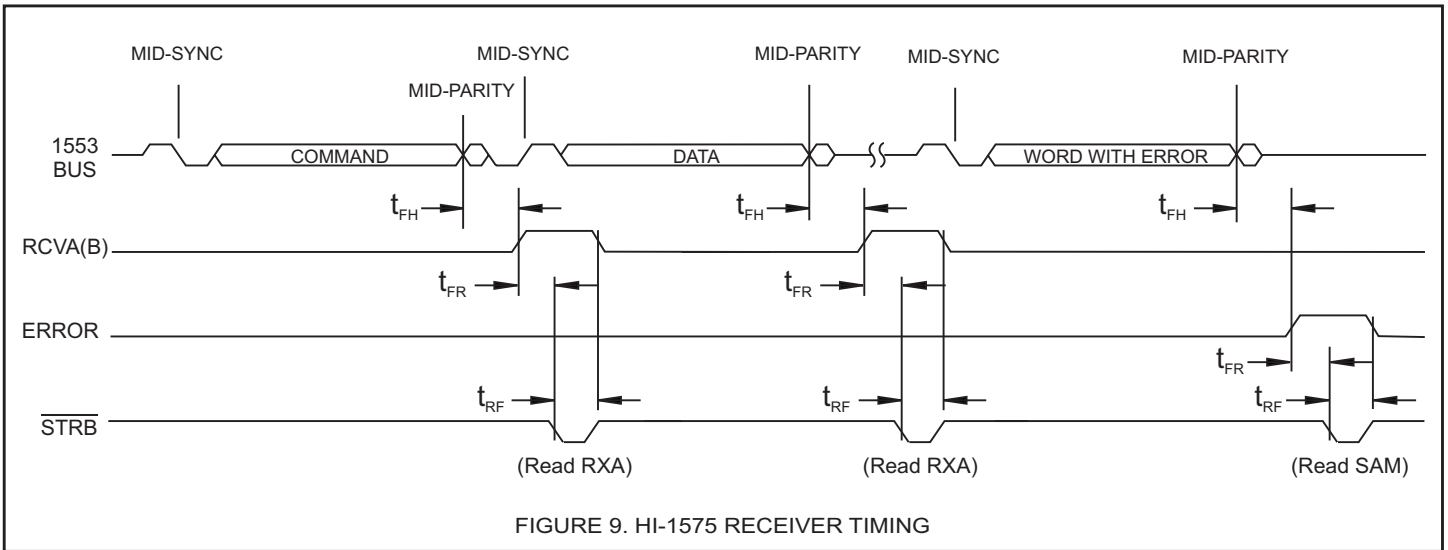 MID-SYNC
MID-PARITY
MID-SYNC
MID-PARITY
MID-SYNC
MID-PARITY
1553
BUS
COMMAND
DATA
WORD WITH ERROR
tFH
tFH
tFH
RCVA(B)
tFR
tFR
ERROR
tFR
tRF
tRF
tRF
STRB
(Read RXA)
(Read RXA)
(Read SAM)
FIGURE 9. HI-1575 RECEIVER TIMING